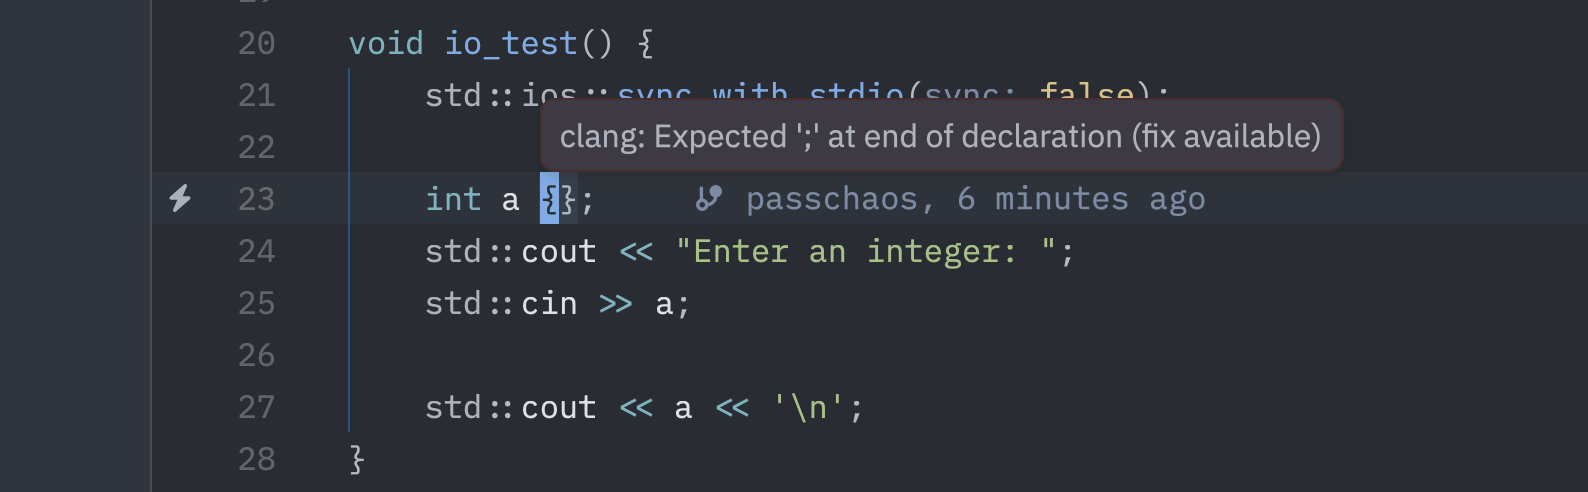 20 void io_test() {
21 std::ios::sync_with_stdio(sync: false);
clang: Expected ';' at end of declaration (fix available)
22
23 int a {}; passchaos, 6 minutes ago
24 std::cout << "Enter an integer: ";
25 std::cin >> a;
26
27 std::cout << a << '\n';
28 }